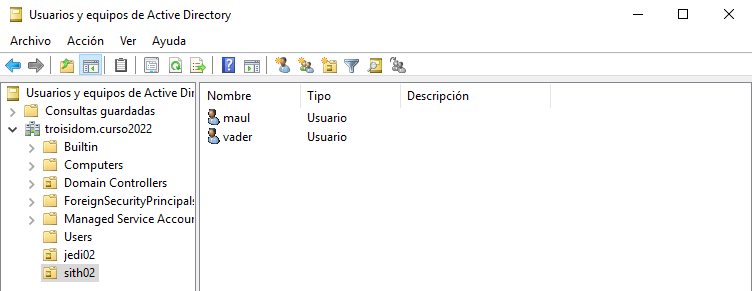 Usuarios y equipos de Active Directory
Archivo Acción Ver Ayuda
Usuarios y equipos de Active Dir
Consultas guardadas
troisidom.curso2022
Builtin
Computers
Domain Controllers
ForeignSecurityPrincipals
Managed Service Accour
Users
jedi02
sith02
Nombre Tipo Descripción
maul Usuario
vader Usuario